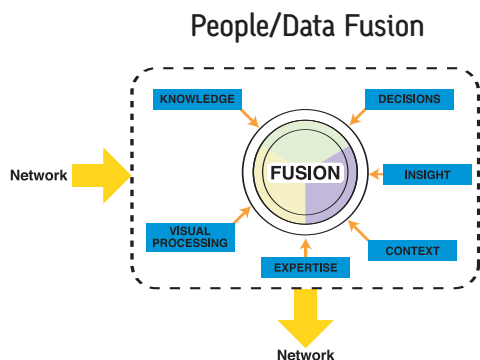 People/Data Fusion
KNOWLEDGE
DECISIONS
Network
FUSION
INSIGHT
VISUAL
PROCESSING
CONTEXT
EXPERTISE
Network